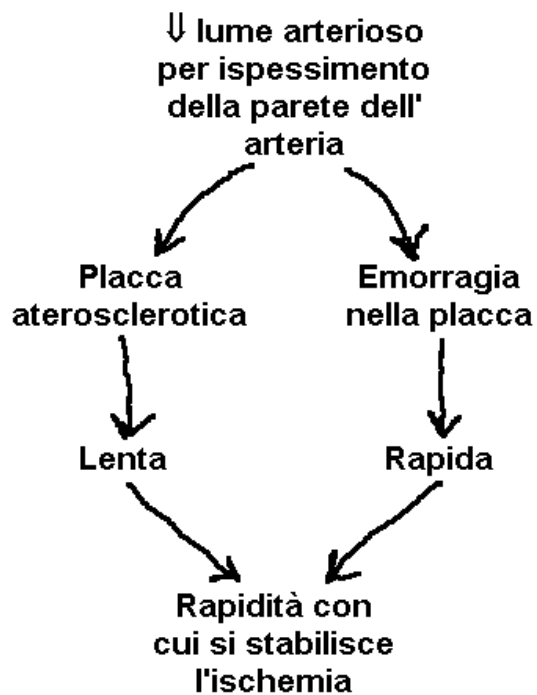 ⇓ lume arterioso
per ispessimento
della parete dell'
arteria
Placca
aterosclerotica
Emorragia
nella placca
Lenta
Rapida
Rapidità con
cui si stabilisce
l'ischemia